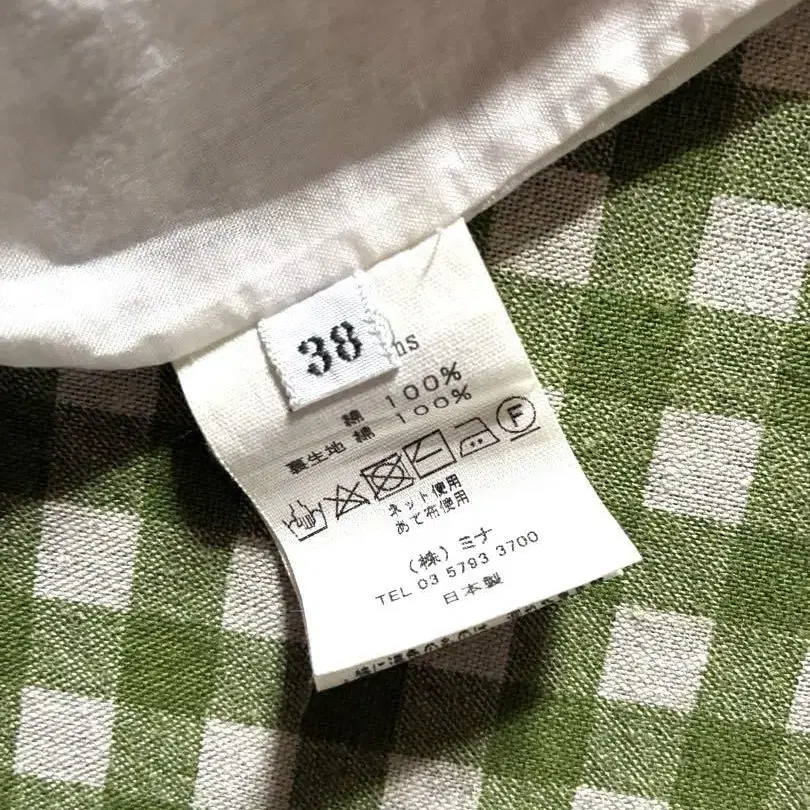 38
ns
綿 100%
裏生地 綿 100%
F
ネット使用
あて布使用
(株) ミナ
TEL 03 5793 3700
日本製